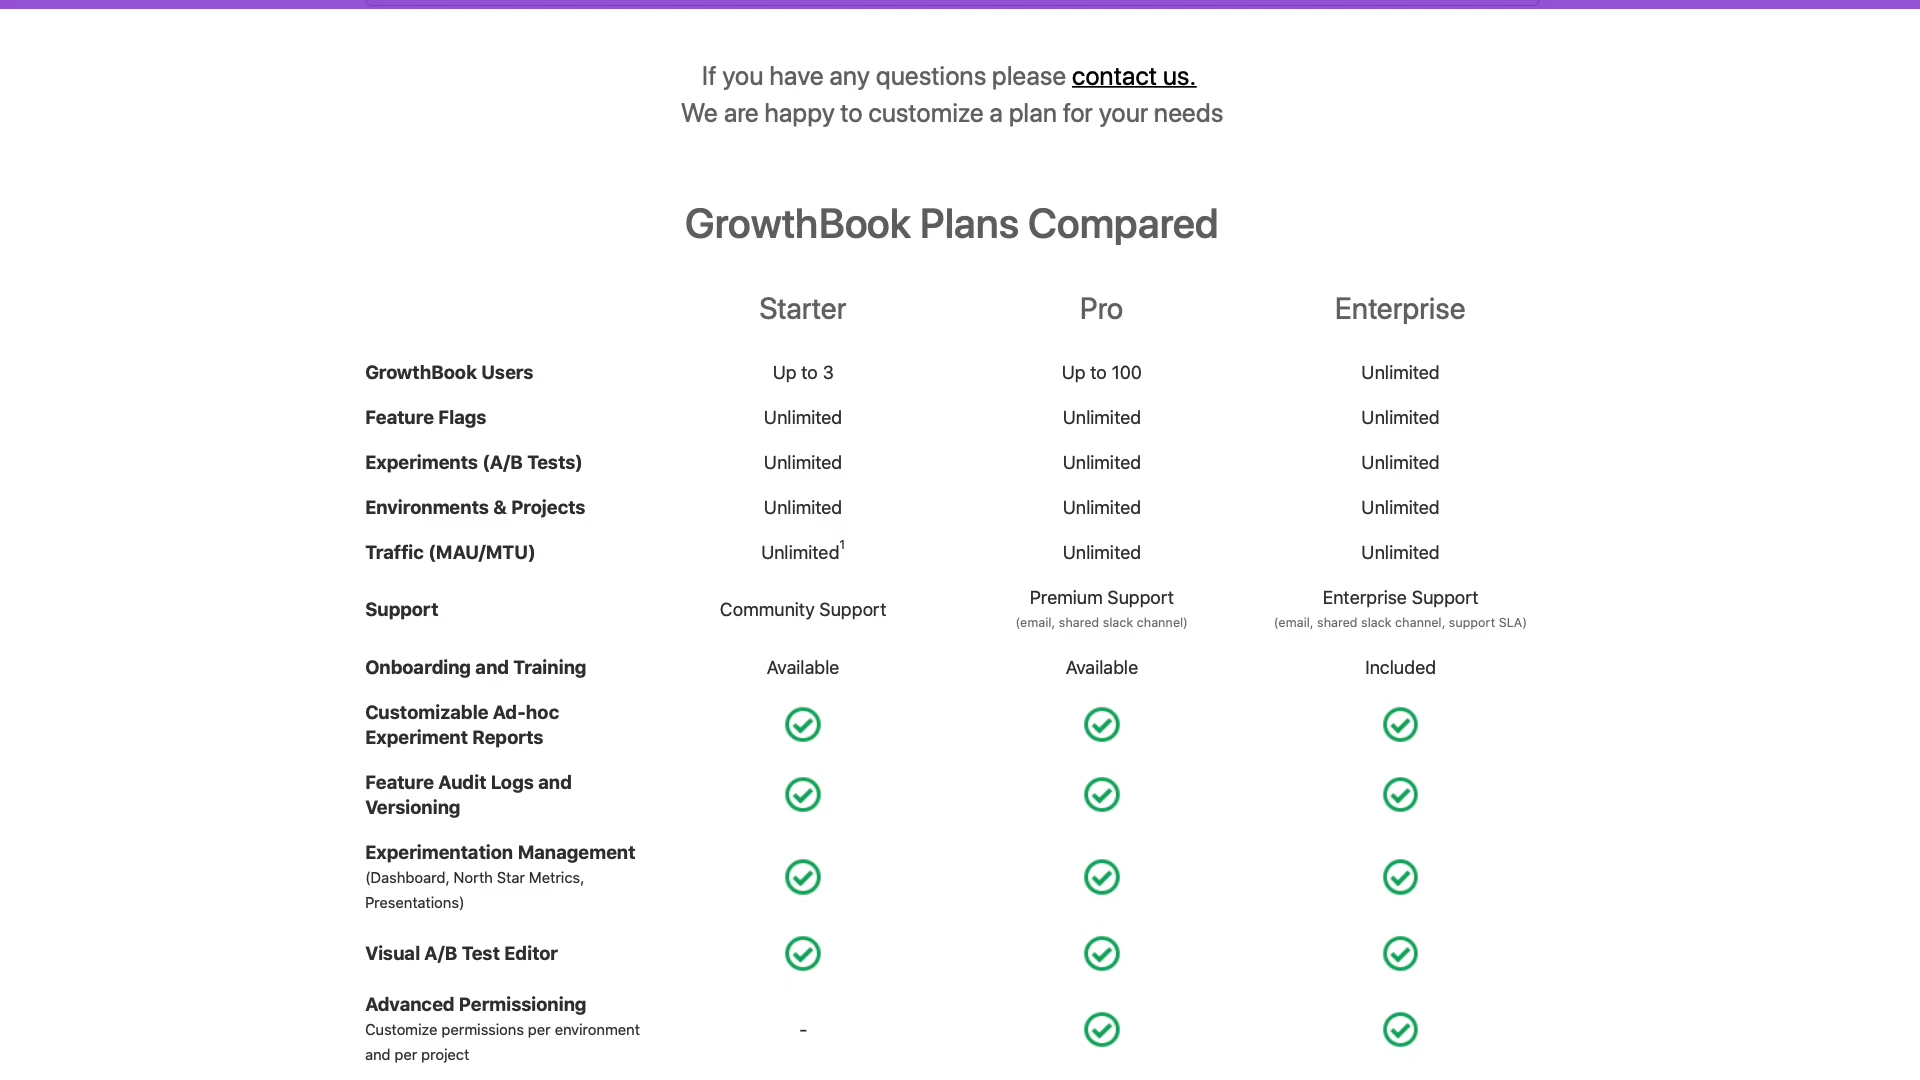 If you have any questions please contact us.
We are happy to customize a plan for your needs
GrowthBook Plans Compared
Starter Pro Enterprise
GrowthBook Users Up to 3 Up to 100 Unlimited
Feature Flags Unlimited Unlimited Unlimited
Experiments (A/B Tests) Unlimited Unlimited Unlimited
Environments & Projects Unlimited Unlimited Unlimited
Traffic (MAU/MTU) Unlimited¹ Unlimited Unlimited
Support Community Support Premium Support Enterprise Support
(email, shared slack channel) (email, shared slack channel, support SLA)
Onboarding and Training Available Available Included
Customizable Ad-hoc
Experiment Reports
Feature Audit Logs and
Versioning
Experimentation Management
(Dashboard, North Star Metrics,
Presentations)
Visual A/B Test Editor
Advanced Permissioning
Customize permissions per environment -
and per project